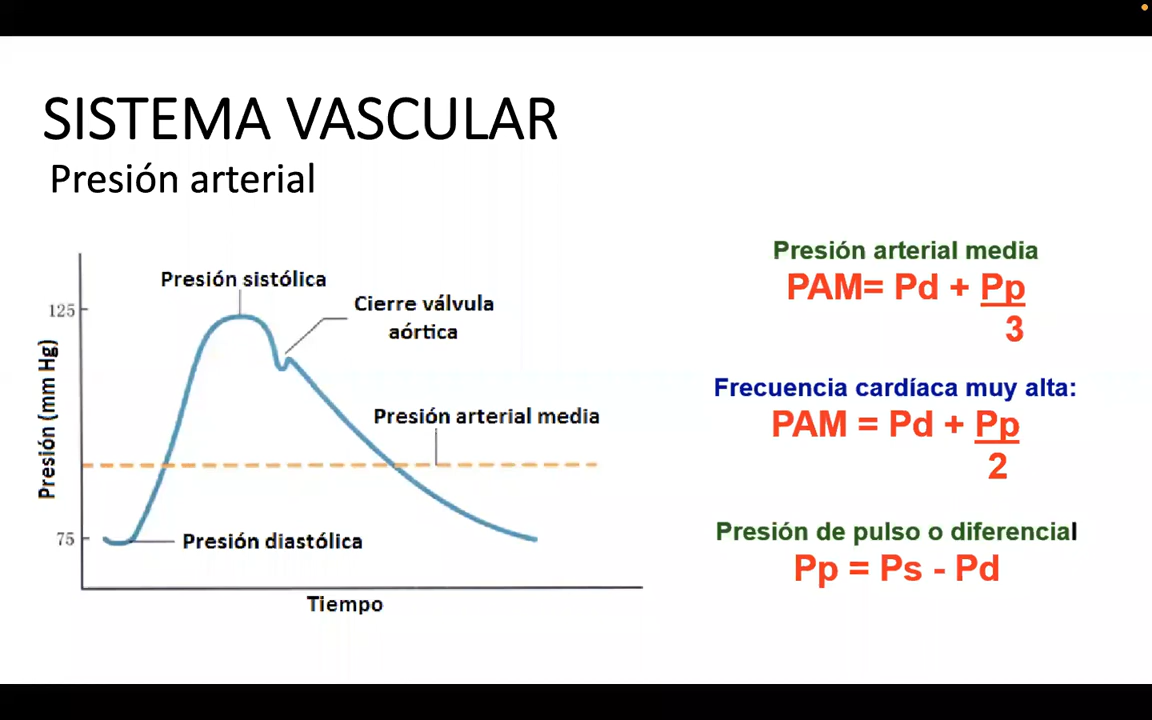 SISTEMA VASCULAR
Presión arterial
Presión sistólica
125
Cierre válvula
aórtica
Presión arterial media
Presión (mm Hg)
75
Presión diastólica
Tiempo
Presión arterial media
PAM= Pd + Pp
3
Frecuencia cardíaca muy alta:
PAM = Pd + Pp
2
Presión de pulso o diferencial
Pp = Ps - Pd